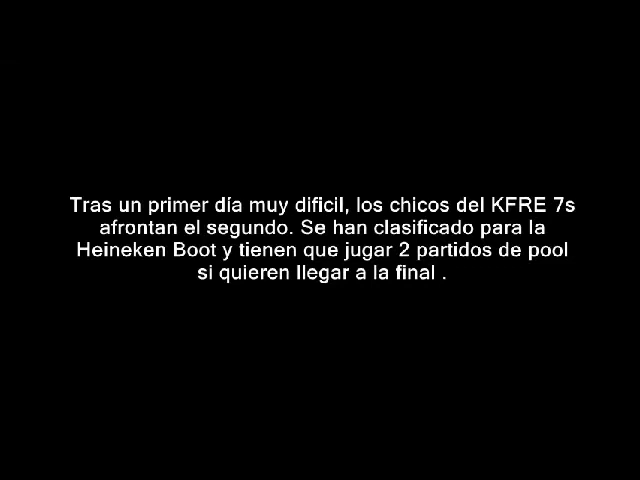 Tras un primer día muy dificil, los chicos del KFRE 7s
afrontan el segundo. Se han clasificado para la
Heineken Boot y tienen que jugar 2 partidos de pool
si quieren llegar a la final .